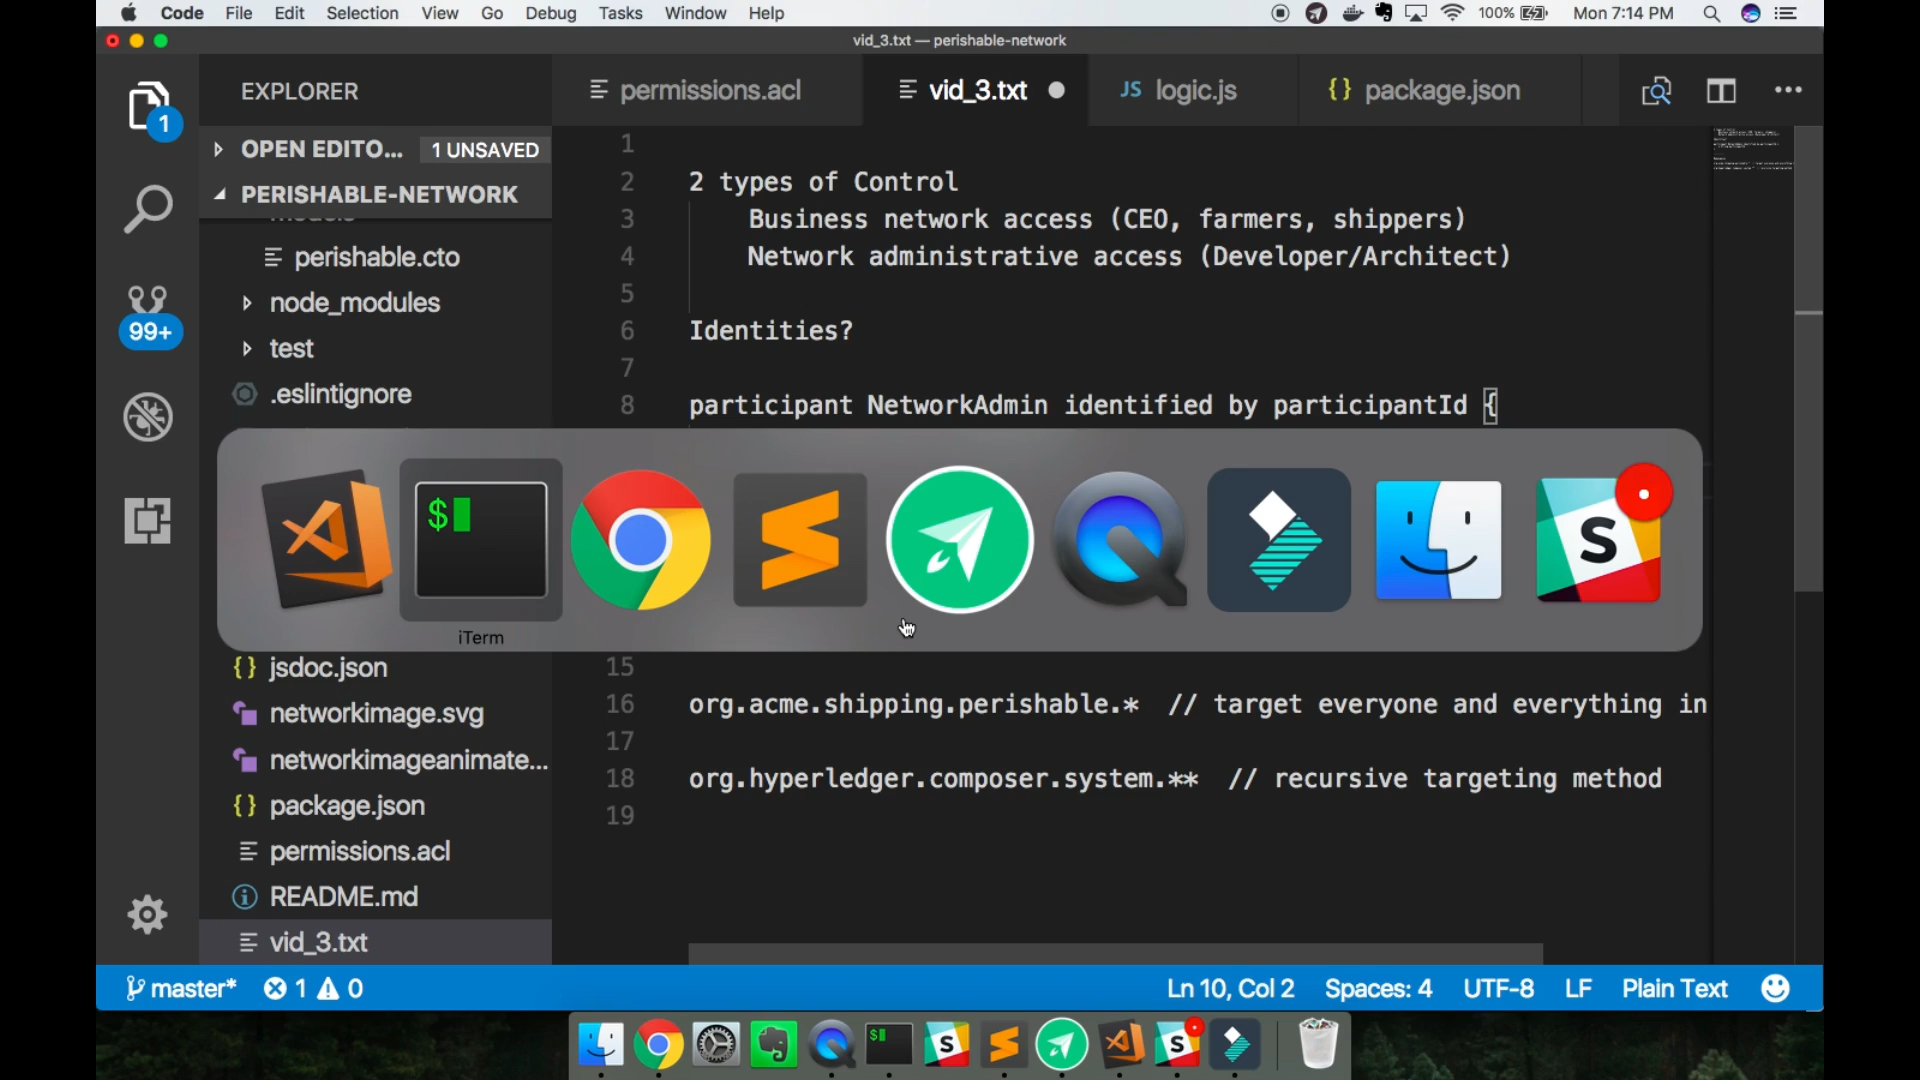 Code File Edit Selection View Go Debug Tasks Window Help 100% Mon 7:14 PM
vid_3.txt — perishable-network
EXPLORER
permissions.acl vid_3.txt JS logic.js {} package.json
1
OPEN EDITO... 1 UNSAVED
PERISHABLE-NETWORK
perishable.cto
node_modules
99+
test
.eslintignore
{} jsdoc.json
networkimage.svg
networkimageanimate...
{} package.json
permissions.acl
README.md
vid_3.txt
1
2 2 types of Control
3 Business network access (CEO, farmers, shippers)
4 Network administrative access (Developer/Architect)
5
6 Identities?
7
8 participant NetworkAdmin identified by participantId {
$
S
iTerm
15
16 org.acme.shipping.perishable.* // target everyone and everything in
17
18 org.hyperledger.composer.system.** // recursive targeting method
19
master* 1 0 Ln 10, Col 2 Spaces: 4 UTF-8 LF Plain Text
$ S S